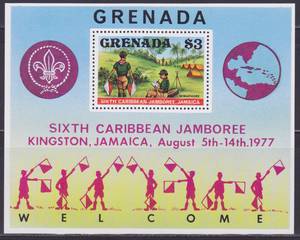 GRENADA
GRENADA $3
SIXTH CARIBBEAN JAMBOREE, JAMAICA
SIXTH CARIBBEAN JAMBOREE
KINGSTON, JAMAICA, August 5th-14th.1977
WELCOME